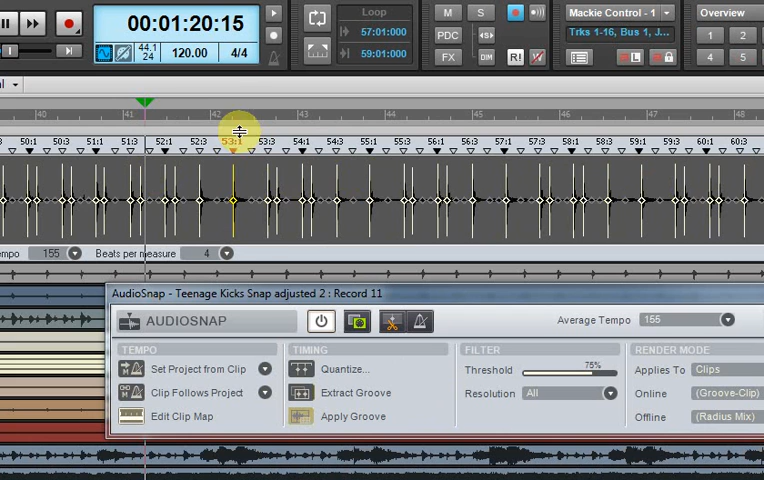 00:01:20:15
44.1
24
120.00
4/4
Loop
57:01:000
59:01:000
M S
PDC
FX DIM R! W
Mackie Control - 1
Trks 1-16, Bus 1, J...
L
Overview
1 2
4 5
40 41 42 43 44 45 46 47 48
50:1 50:3 51:1 51:3 52:1 52:3 53:1 53:3 54:1 54:3 55:1 55:3 56:1 56:3 57:1 57:3 58:1 58:3 59:1 59:3 60:1 60:3
155 Beats per measure 4
AudioSnap - Teenage Kicks Snap adjusted 2 : Record 11
AUDIOSNAP
Average Tempo 155
TEMPO
Set Project from Clip
Clip Follows Project
Edit Clip Map
TIMING
Quantize...
Extract Groove
Apply Groove
FILTER
Threshold 75%
Resolution All
RENDER MODE
Applies To Clips
Online (Groove-Clip)
Offline (Radius Mix)